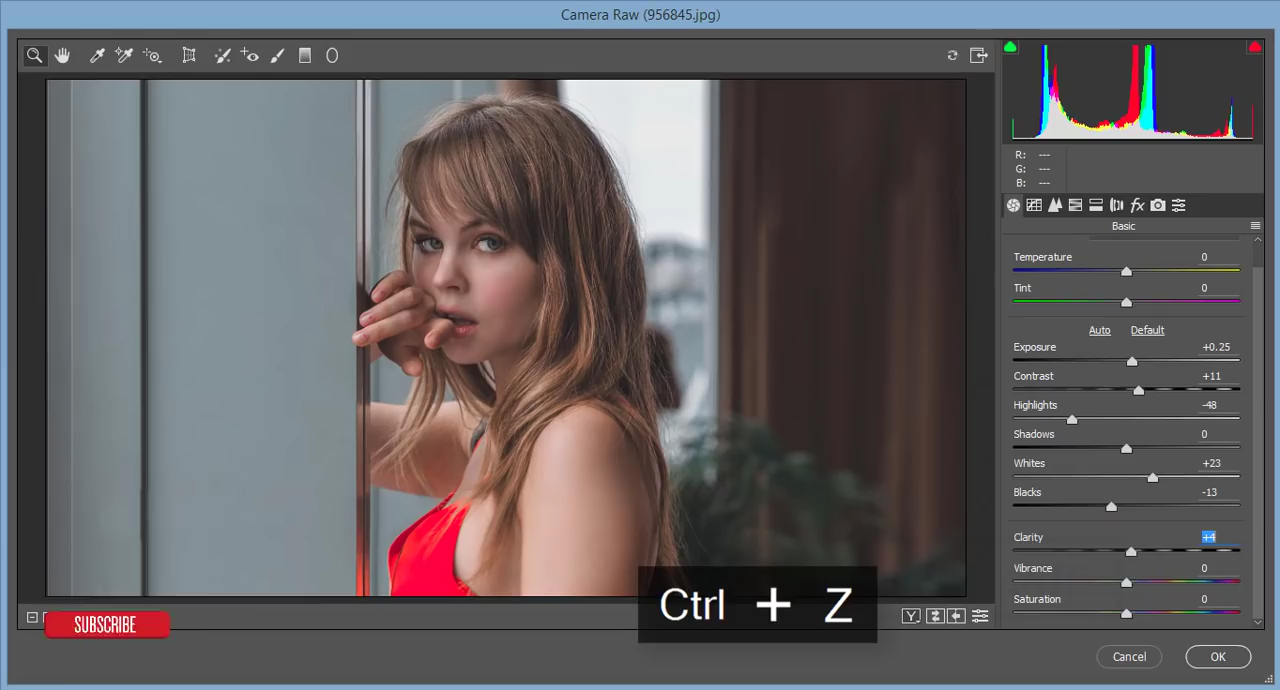 Camera Raw (956845.jpg)
R: ---
G: ---
B: ---
fx
Basic
Temperature 0
Tint 0
Auto Default
Exposure +0.25
Contrast +11
Highlights -48
Shadows 0
Whites +23
Blacks -13
Clarity +4
Vibrance 0
Saturation 0
Ctrl + Z
Y
SUBSCRIBE
Cancel OK